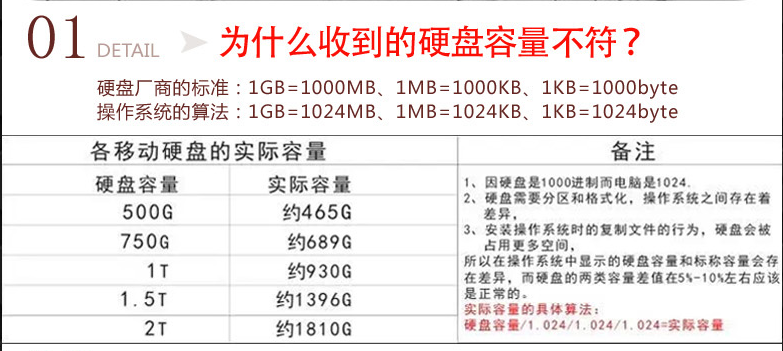 01 DETAIL 为什么收到的硬盘容量不符？
硬盘厂商的标准：1GB=1000MB、1MB=1000KB、1KB=1000byte
操作系统的算法：1GB=1024MB、1MB=1024KB、1KB=1024byte
各移动硬盘的实际容量
硬盘容量 实际容量
500G 约465G
750G 约689G
1T 约930G
1.5T 约1396G
2T 约1810G
备注
1、因硬盘是1000进制而电脑是1024.
2、硬盘需要分区和格式化，操作系统之间存在着
差异，
3、安装操作系统时的复制文件的行为，硬盘会被
占用更多空间，
所以在操作系统中显示的硬盘容量和标称容量会存
在差异，而硬盘的两类容量差值在5%-10%左右应该
是正常的。
实际容量的具体算法：
硬盘容量/1.024/1.024/1.024=实际容量